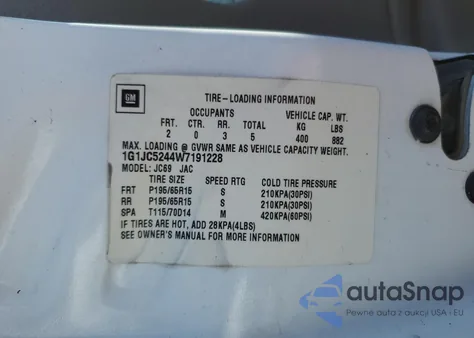 GM
TIRE-LOADING INFORMATION
OCCUPANTS VEHICLE CAP. WT.
FRT. CTR. RR. TOTAL KG LBS
2 0 3 5 400 882
MAX. LOADING @ GVWR SAME AS VEHICLE CAPACITY WEIGHT.
1G1JC5244W7191228
MODEL: JC69 JAC
TIRE SIZE SPEED RTG COLD TIRE PRESSURE
FRT P195/65R15 S 210KPA(30PSI)
RR P195/65R15 S 210KPA(30PSI)
SPA T115/70D14 M 420KPA(60PSI)
IF TIRES ARE HOT, ADD 28KPA(4LBS)
SEE OWNER'S MANUAL FOR MORE INFORMATION
autoSnap
Pewne auta z aukcji USA i EU